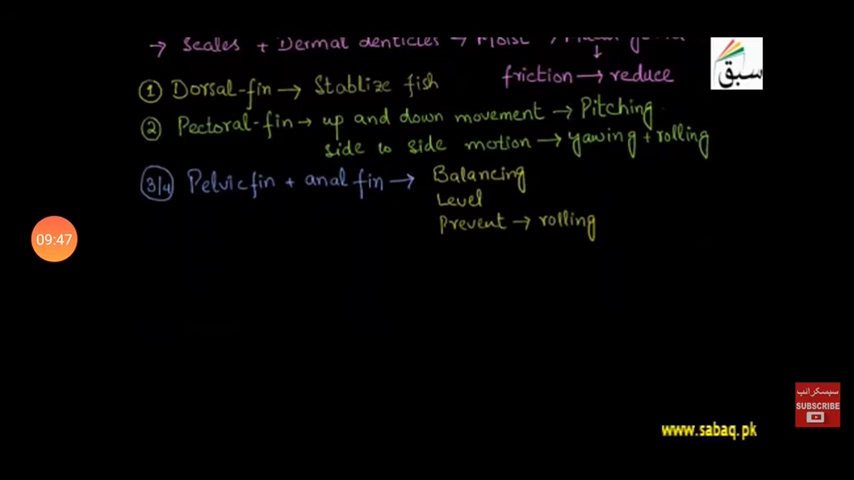 → Scales + Dermal denticles → Moist →
friction → reduce
سبق
① Dorsal-fin → Stablize fish
② Pectoral-fin → up and down movement → Pitching
side to side motion → yawing + rolling
3/4 Pelvic fin + anal fin → Balancing
Level
Prevent → rolling
09:47
سبسکرائب
SUBSCRIBE
www.sabaq.pk